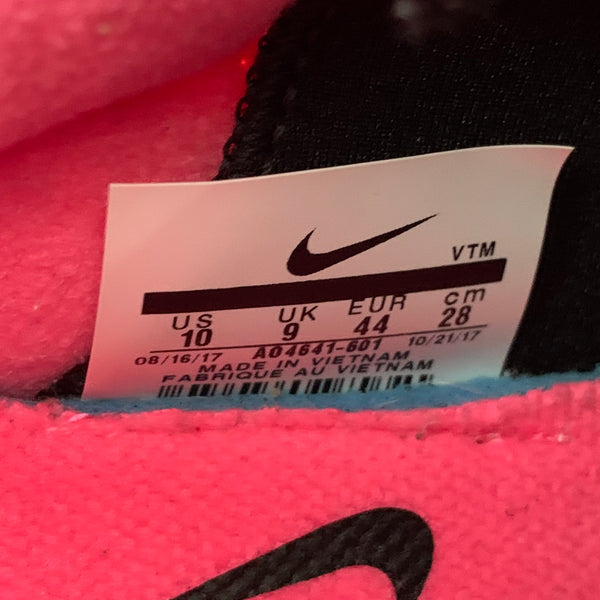 VTM
US UK EUR cm
10 9 44 28
08/16/17 AO4641-601 10/21/17
MADE IN VIETNAM
FABRIQUE AU VIETNAM